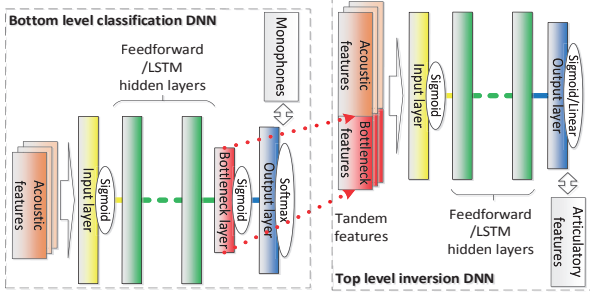 Bottom level classification DNN
Feedforward
/LSTM
hidden layers
Monophones
Acoustic
features
Input layer
Sigmoid
Bottleneck layer
Sigmoid
Output layer
Softmax
Acoustic
features
Bottleneck
features
Tandem
features
Input layer
Sigmoid
Feedforward
/LSTM
hidden layers
Output layer
Sigmoid/Linear
Articulatory
features
Top level inversion DNN